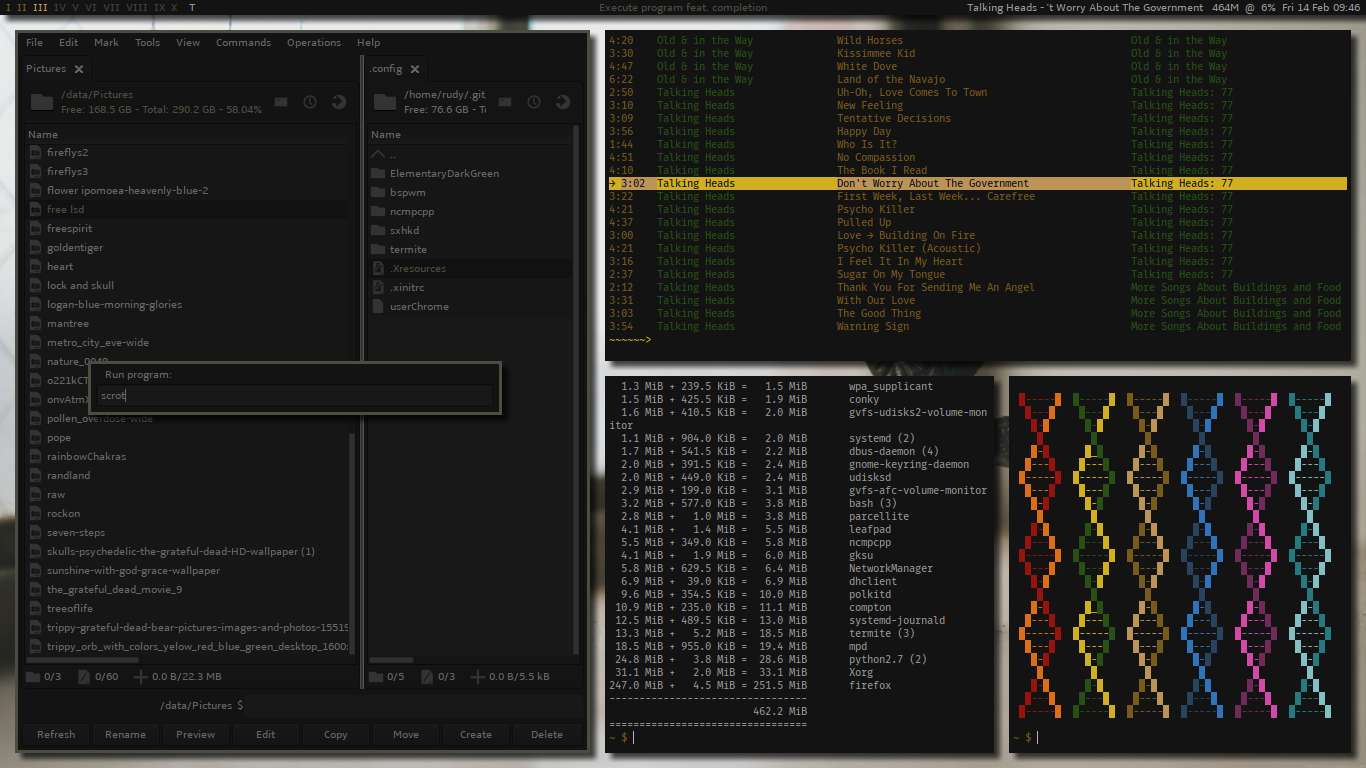 I II III IV V VI VII VIII IX X T
Execute program feat. completion
Talking Heads - 't Worry About The Government 464M @ 6% Fri 14 Feb 09:46
File Edit Mark Tools View Commands Operations Help
Pictures
/data/Pictures
Free: 168.5 GB - Total: 290.2 GB - 58.04%
Name
fireflys2
fireflys3
flower ipomoea-heavenly-blue-2
free lsd
freespirit
goldentiger
heart
lock and skull
logan-blue-morning-glories
mantree
metro_city_eve-wide
nature_0049
o221kCT
onvAtm
pollen_overdose-wide
pope
rainbowChakras
randland
raw
rockon
seven-steps
skulls-psychedelic-the-grateful-dead-HD-wallpaper (1)
sunshine-with-god-grace-wallpaper
the_grateful_dead_movie_9
treeoflife
trippy-grateful-dead-bear-pictures-images-and-photos-15519
trippy_orb_with_colors_yelow_red_blue_green_desktop_1600
0/3 0/60 0.0 B/22.3 MB
.config
/home/rudy/.git
Free: 76.6 GB - To
Name
..
ElementaryDarkGreen
bspwm
ncmpcpp
sxhkd
termite
.Xresources
.xinitrc
userChrome
0/5 0/3 0.0 B/5.5 kB
Run program:
scrot
/data/Pictures $
Refresh Rename Preview Edit Copy Move Create Delete
4:20 Old & in the Way Wild Horses Old & in the Way
3:30 Old & in the Way Kissimmee Kid Old & in the Way
4:47 Old & in the Way White Dove Old & in the Way
6:22 Old & in the Way Land of the Navajo Old & in the Way
2:50 Talking Heads Uh-Oh, Love Comes To Town Talking Heads: 77
3:10 Talking Heads New Feeling Talking Heads: 77
3:09 Talking Heads Tentative Decisions Talking Heads: 77
3:56 Talking Heads Happy Day Talking Heads: 77
1:44 Talking Heads Who Is It? Talking Heads: 77
4:51 Talking Heads No Compassion Talking Heads: 77
4:10 Talking Heads The Book I Read Talking Heads: 77
→ 3:02 Talking Heads Don't Worry About The Government Talking Heads: 77
3:22 Talking Heads First Week, Last Week... Carefree Talking Heads: 77
4:21 Talking Heads Psycho Killer Talking Heads: 77
4:37 Talking Heads Pulled Up Talking Heads: 77
3:00 Talking Heads Love → Building On Fire Talking Heads: 77
4:21 Talking Heads Psycho Killer (Acoustic) Talking Heads: 77
3:16 Talking Heads I Feel It In My Heart Talking Heads: 77
2:37 Talking Heads Sugar On My Tongue Talking Heads: 77
2:12 Talking Heads Thank You For Sending Me An Angel More Songs About Buildings and Food
3:31 Talking Heads With Our Love More Songs About Buildings and Food
3:03 Talking Heads The Good Thing More Songs About Buildings and Food
3:54 Talking Heads Warning Sign More Songs About Buildings and Food
~~~~~~>
1.3 MiB + 239.5 KiB = 1.5 MiB wpa_supplicant
1.5 MiB + 425.5 KiB = 1.9 MiB conky
1.6 MiB + 410.5 KiB = 2.0 MiB gvfs-udisks2-volume-mon
itor
1.1 MiB + 904.0 KiB = 2.0 MiB systemd (2)
1.7 MiB + 541.5 KiB = 2.2 MiB dbus-daemon (4)
2.0 MiB + 391.5 KiB = 2.4 MiB gnome-keyring-daemon
2.0 MiB + 449.0 KiB = 2.4 MiB udisksd
2.9 MiB + 199.0 KiB = 3.1 MiB gvfs-afc-volume-monitor
3.2 MiB + 577.0 KiB = 3.8 MiB bash (3)
2.8 MiB + 1.0 MiB = 3.8 MiB parcellite
4.1 MiB + 1.4 MiB = 5.5 MiB leafpad
5.5 MiB + 349.0 KiB = 5.8 MiB ncmpcpp
4.1 MiB + 1.9 MiB = 6.0 MiB gksu
5.8 MiB + 629.5 KiB = 6.4 MiB NetworkManager
6.9 MiB + 39.0 KiB = 6.9 MiB dhclient
9.6 MiB + 354.5 KiB = 10.0 MiB polkitd
10.9 MiB + 235.0 KiB = 11.1 MiB compton
12.5 MiB + 489.5 KiB = 13.0 MiB systemd-journald
13.3 MiB + 5.2 MiB = 18.5 MiB termite (3)
18.5 MiB + 955.0 KiB = 19.4 MiB mpd
24.8 MiB + 3.8 MiB = 28.6 MiB python2.7 (2)
31.1 MiB + 2.0 MiB = 33.1 MiB Xorg
247.0 MiB + 4.5 MiB = 251.5 MiB firefox
---------------------------------
462.2 MiB
=================================
~ $
~ $